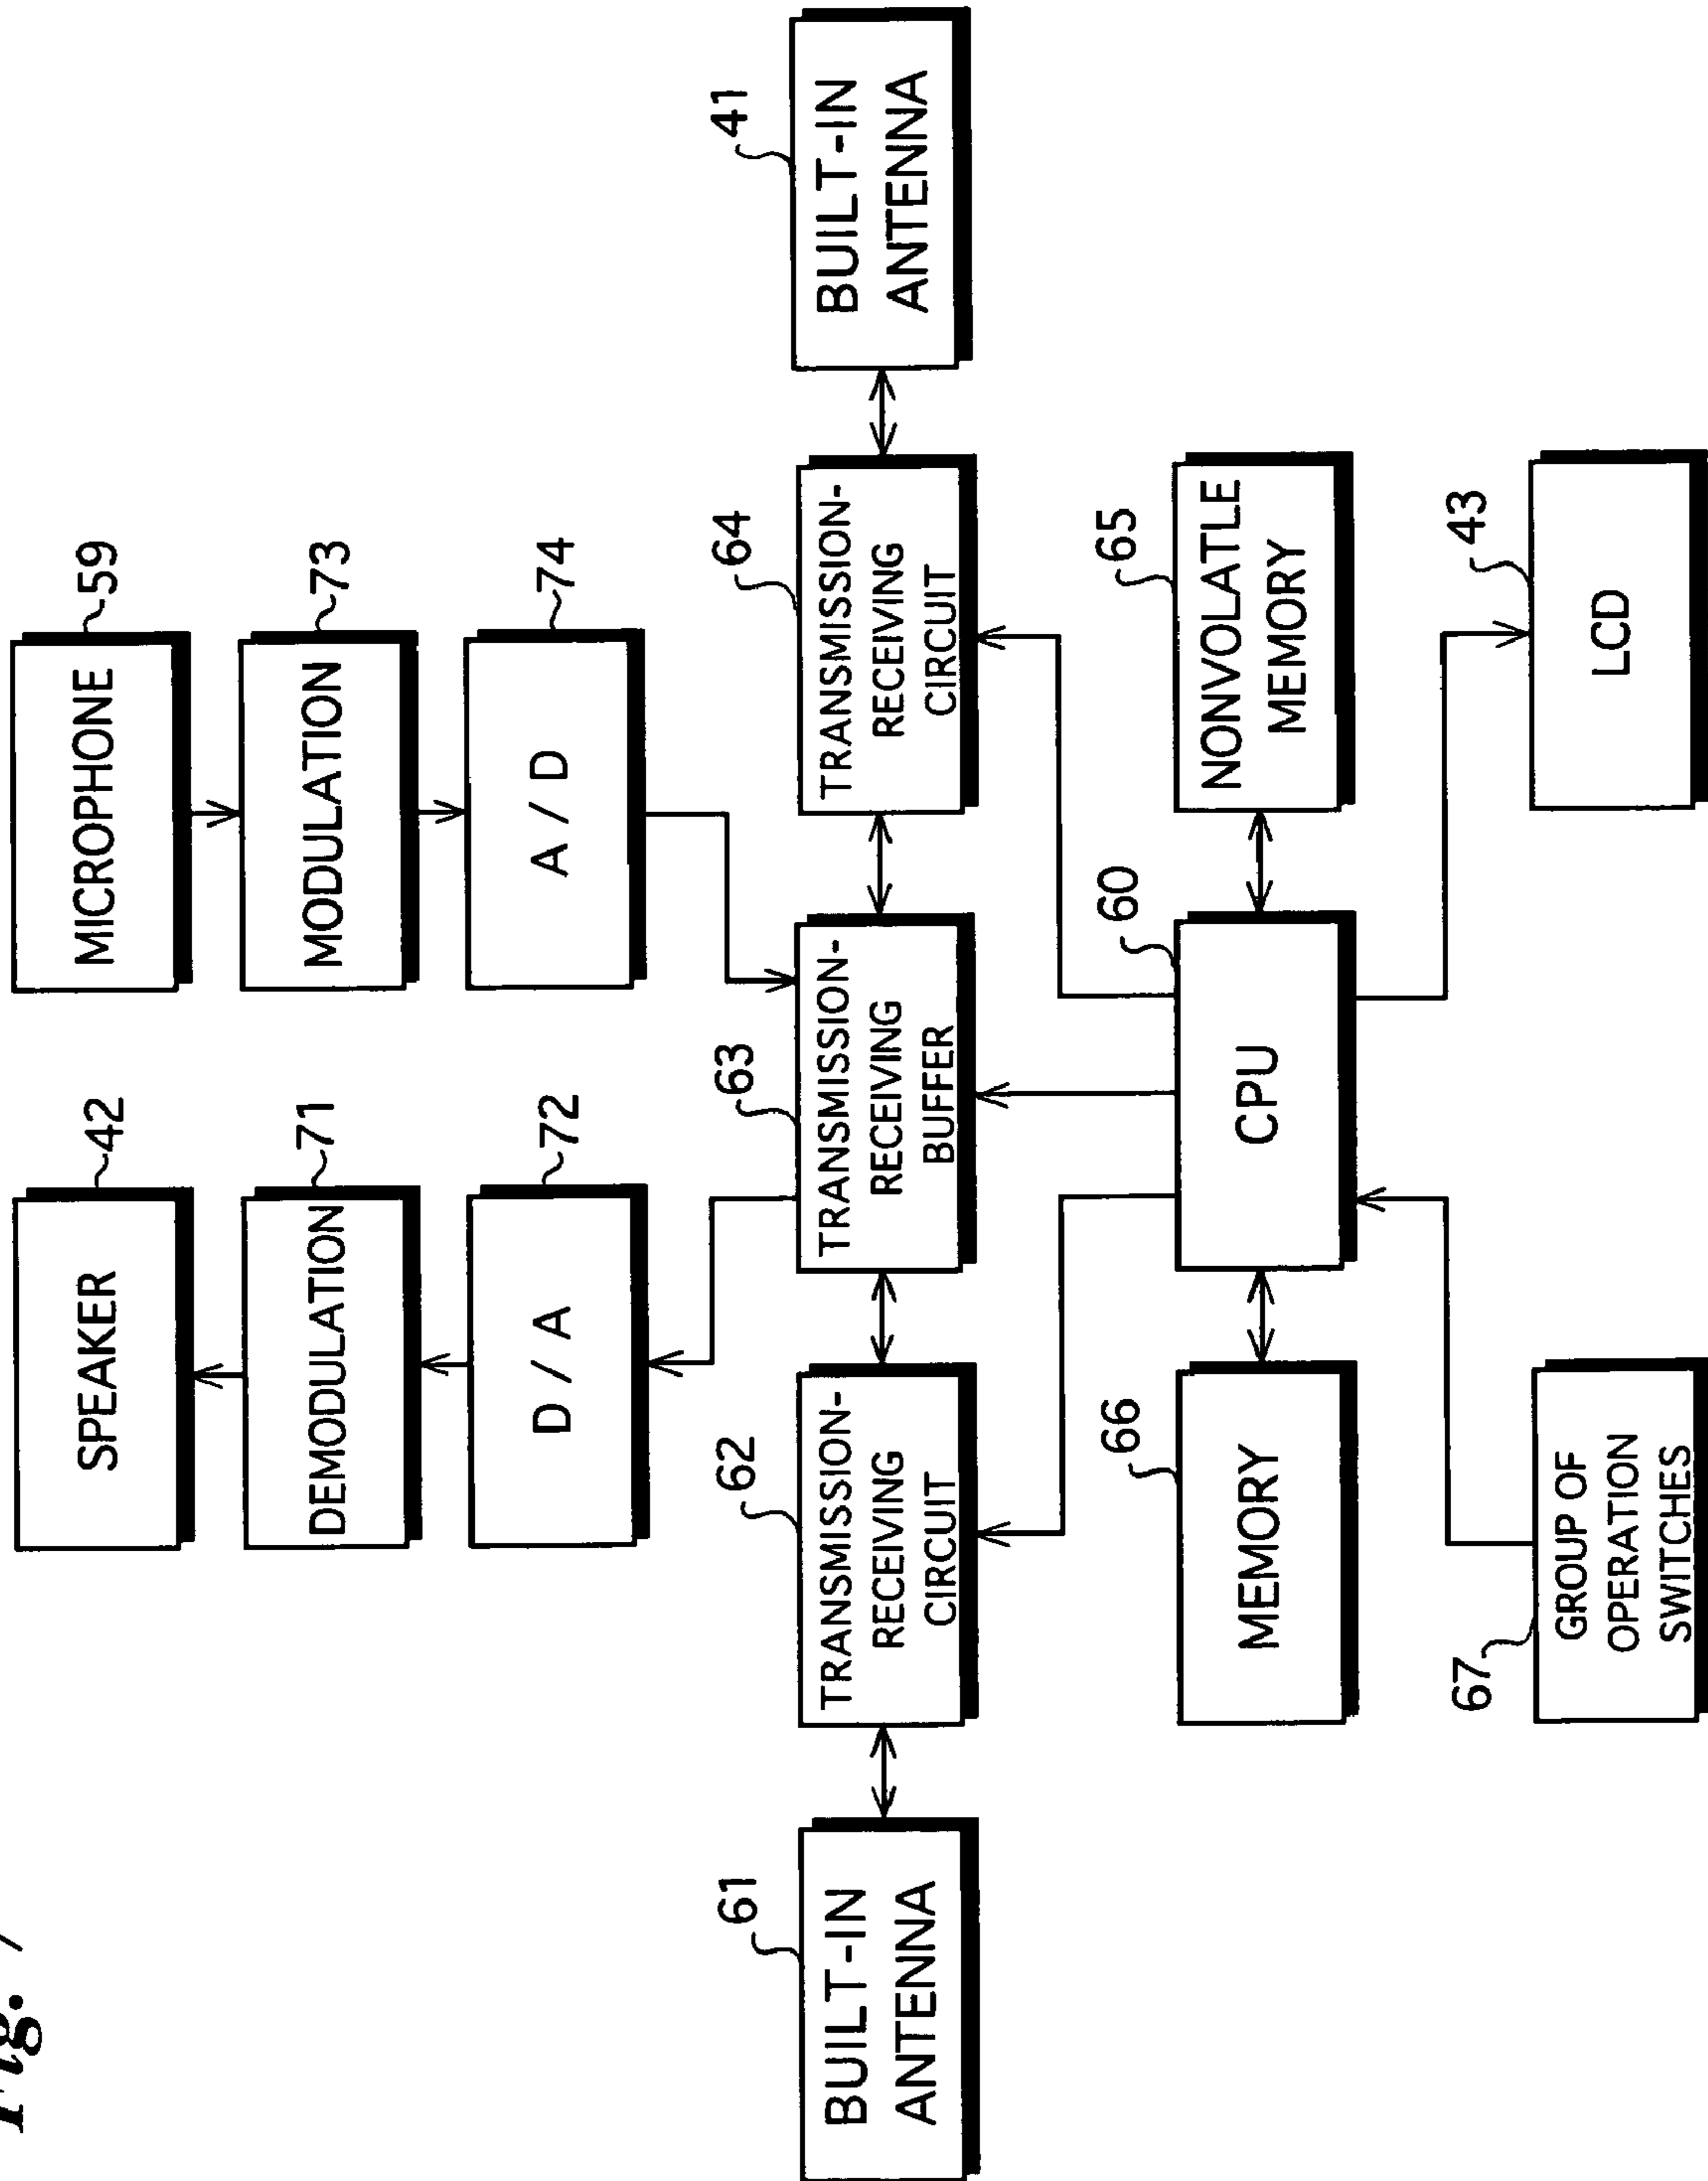 Fig. 7
SPEAKER
42
MICROPHONE
59
DEMODULATION
71
MODULATION
73
D / A
72
A / D
74
61
BUILT-IN
ANTENNA
62
TRANSMISSION-
RECEIVING
CIRCUIT
63
TRANSMISSION-
RECEIVING
BUFFER
64
TRANSMISSION-
RECEIVING
CIRCUIT
41
BUILT-IN
ANTENNA
66
MEMORY
60
CPU
65
NONVOLATLE
MEMORY
67
GROUP OF
OPERATION
SWITCHES
43
LCD